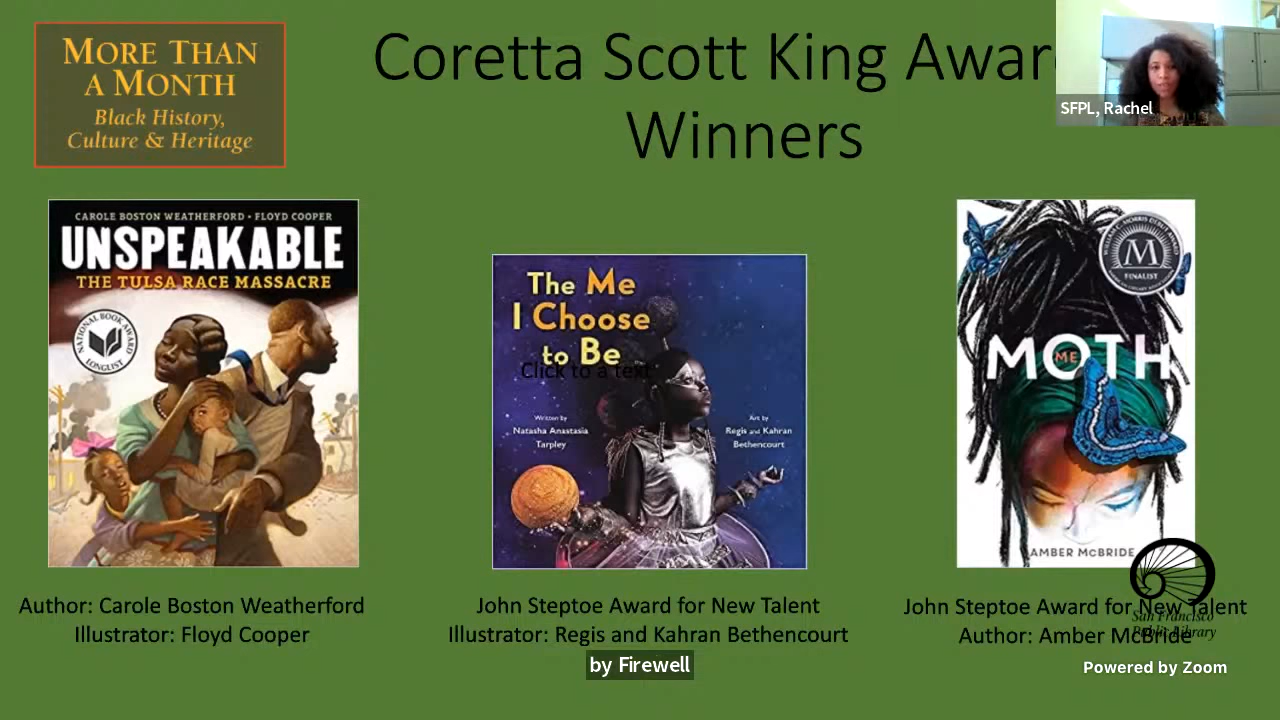 MORE THAN
A MONTH
Black History,
Culture & Heritage
Coretta Scott King Awar
Winners
SFPL, Rachel
CAROLE BOSTON WEATHERFORD • FLOYD COOPER
UNSPEAKABLE
THE TULSA RACE MASSACRE
NATIONAL BOOK AWARD
LONGLIST
The Me
I Choose
to Be
Click to a text
Written by
Natasha Anastasia
Tarpley
Art by
Regis and Kahran
Bethencourt
M
FINALIST
ME
MOTH
AMBER McBRIDE
Author: Carole Boston Weatherford
Illustrator: Floyd Cooper
John Steptoe Award for New Talent
Illustrator: Regis and Kahran Bethencourt
John Steptoe Award for New Talent
Author: Amber McBride
San Francisco
Public Library
by Firewell
Powered by Zoom